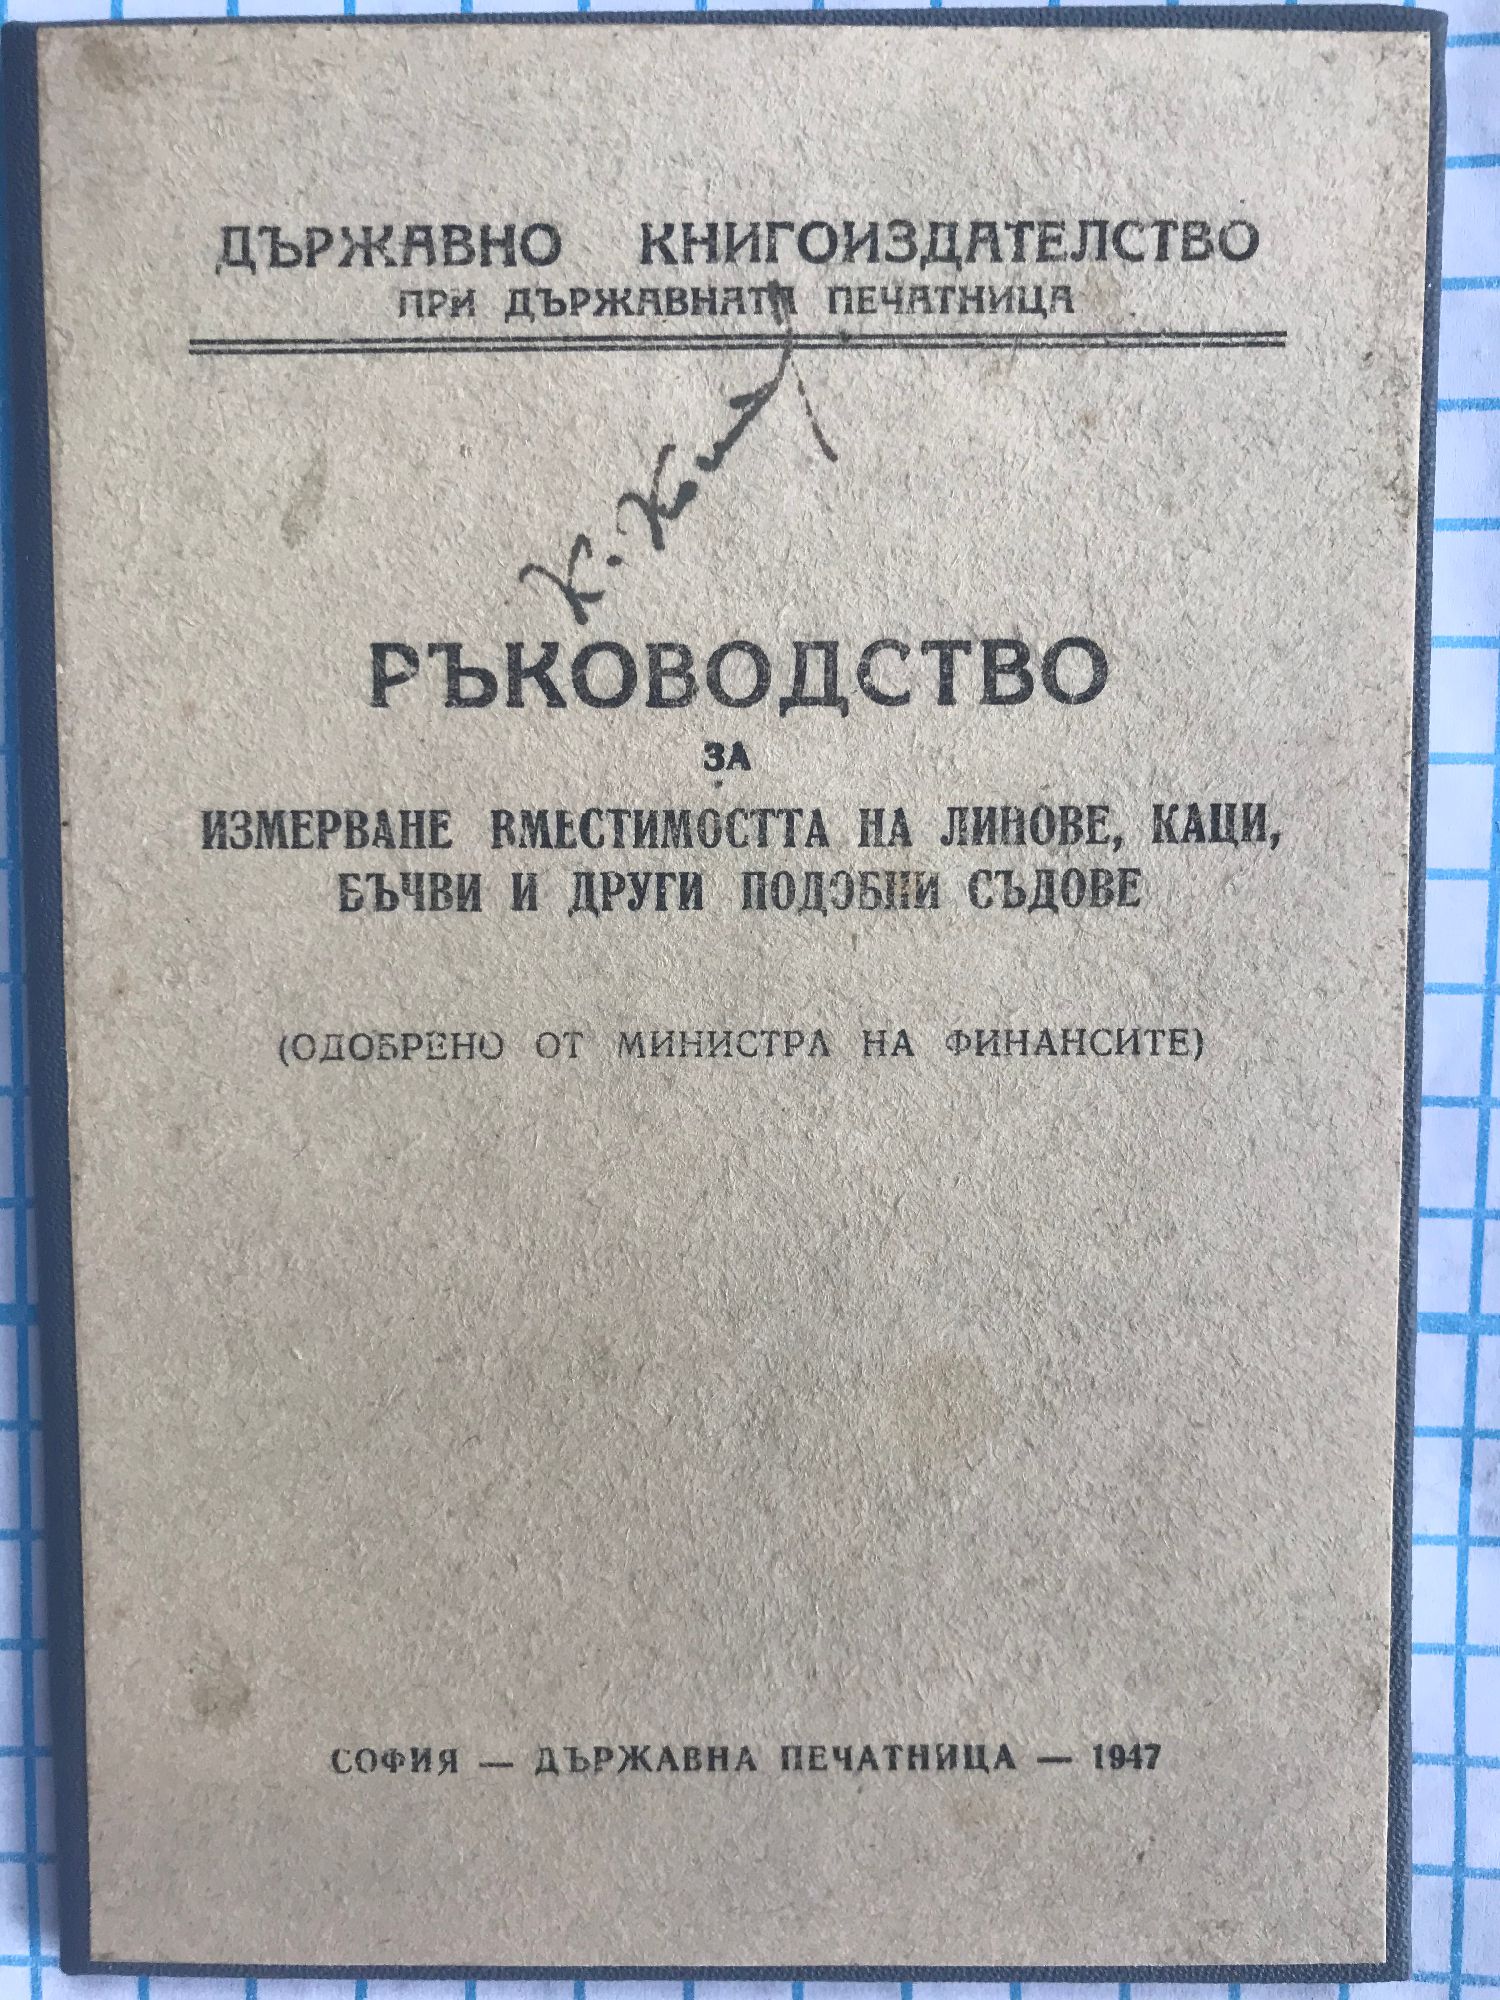 ДЪРЖАВНО КНИГОИЗДАТЕЛСТВО
ПРИ ДЪРЖАВНАТА ПЕЧАТНИЦА
РЪКОВОДСТВО
ЗА
ИЗМЕРВАНЕ ВМЕСТИМОСТТА НА ЛИНОВЕ, КАЦИ,
БЪЧВИ И ДРУГИ ПОДОБНИ СЪДОВЕ
(ОДОБРЕНО ОТ МИНИСТРА НА ФИНАНСИТЕ)
СОФИЯ — ДЪРЖАВНА ПЕЧАТНИЦА — 1947